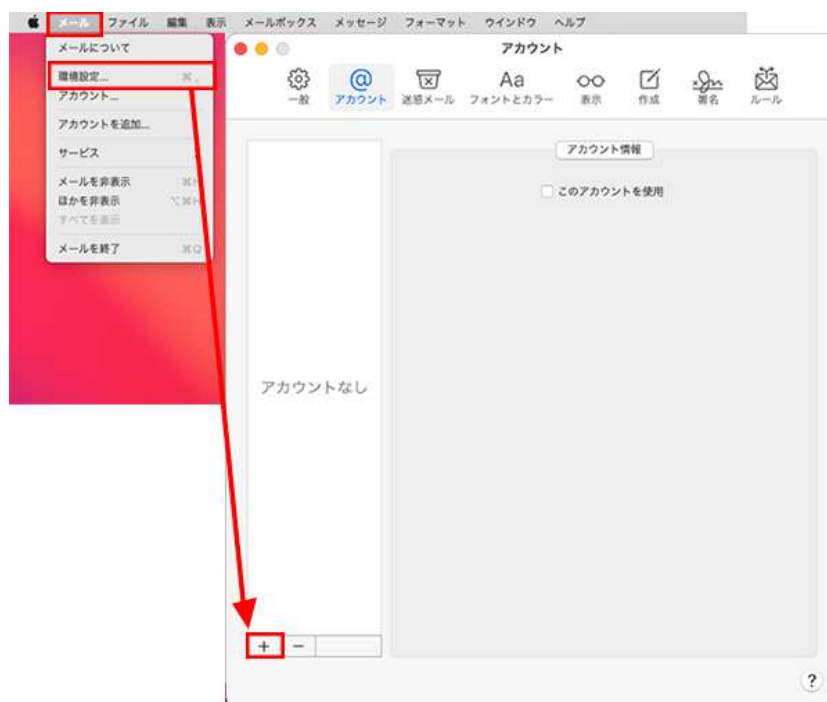 メール ファイル 編集 表示 メールボックス メッセージ フォーマット ウインドウ ヘルプ
メールについて
環境設定... ⌘ ,
アカウント...
アカウントを追加...
サービス
メールを非表示 ⌘H
ほかを非表示 ⌥⌘H
すべてを表示
メールを終了 ⌘Q
アカウント
一般 アカウント 迷惑メール フォントとカラー 表示 作成 署名 ルール
アカウント情報
このアカウントを使用
アカウントなし
+ −
?